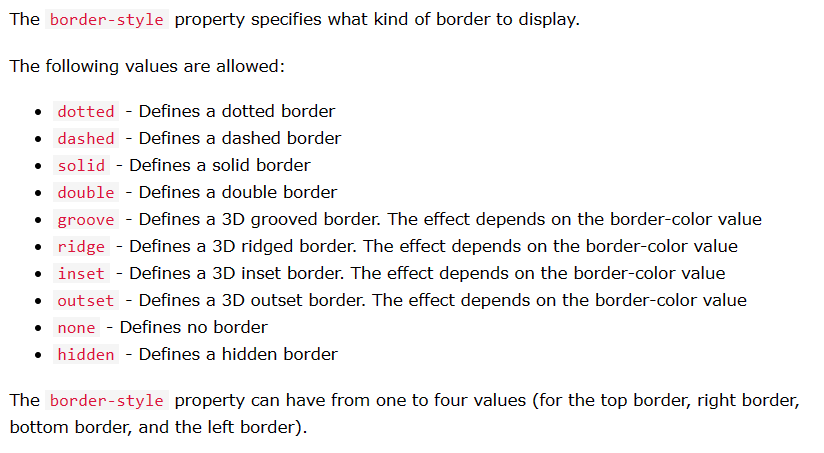 The border-style property specifies what kind of border to display.
The following values are allowed:
• dotted - Defines a dotted border
• dashed - Defines a dashed border
• solid - Defines a solid border
• double - Defines a double border
• groove - Defines a 3D grooved border. The effect depends on the border-color value
• ridge - Defines a 3D ridged border. The effect depends on the border-color value
• inset - Defines a 3D inset border. The effect depends on the border-color value
• outset - Defines a 3D outset border. The effect depends on the border-color value
• none - Defines no border
• hidden - Defines a hidden border
The border-style property can have from one to four values (for the top border, right border,
bottom border, and the left border).